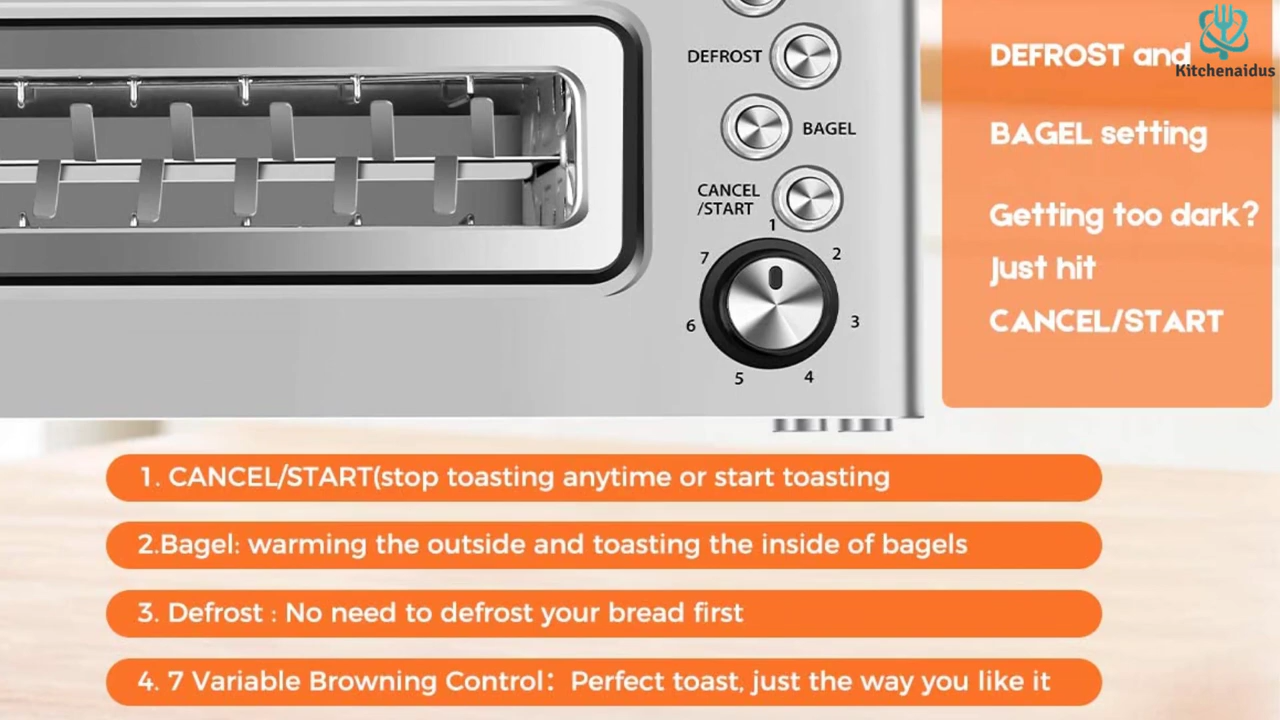 DEFROST
BAGEL
CANCEL
/START
1
2
3
4
5
6
7
DEFROST and
BAGEL setting
Getting too dark?
Just hit
CANCEL/START
Kitchenaidus
1. CANCEL/START(stop toasting anytime or start toasting
2.Bagel: warming the outside and toasting the inside of bagels
3. Defrost : No need to defrost your bread first
4. 7 Variable Browning Control： Perfect toast, just the way you like it